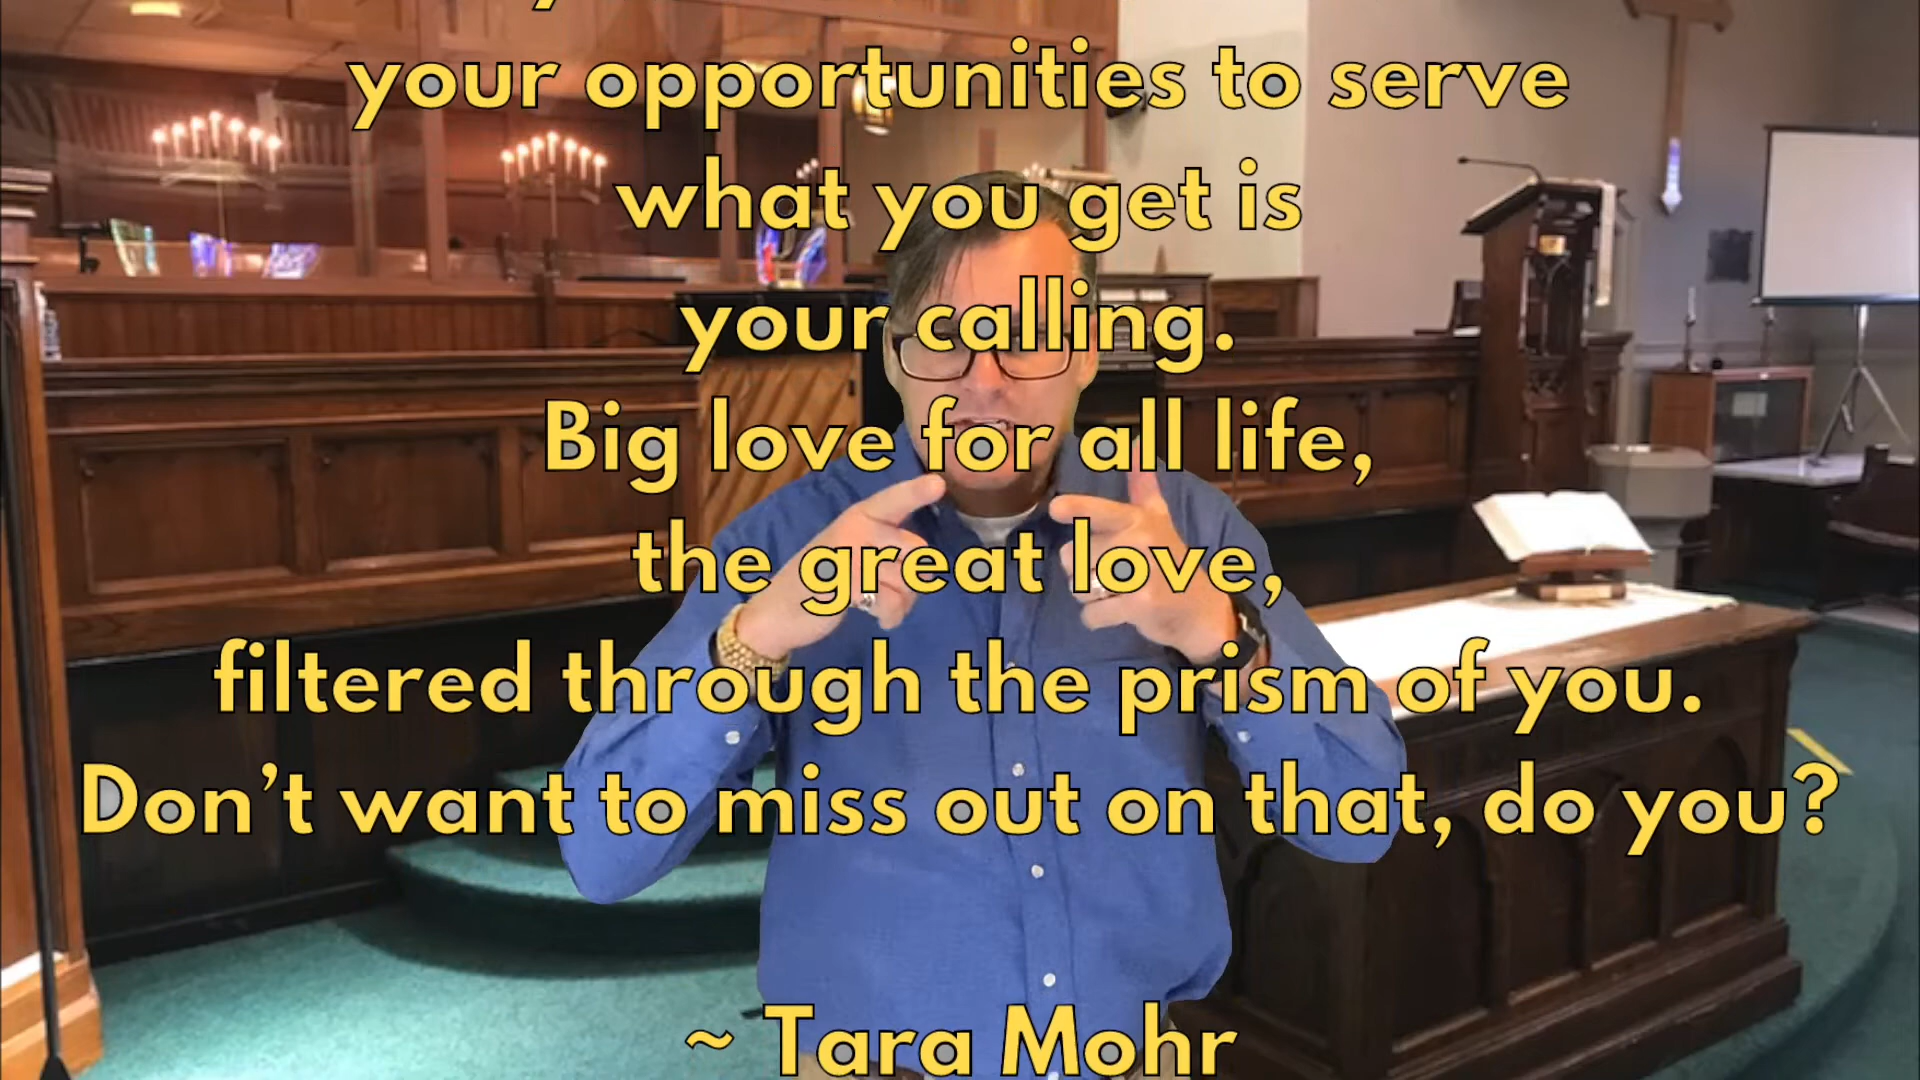 your opportunities to serve
what you get is
your calling.
Big love for all life,
the great love,
filtered through the prism of you.
Don't want to miss out on that, do you?
~ Tara Mohr